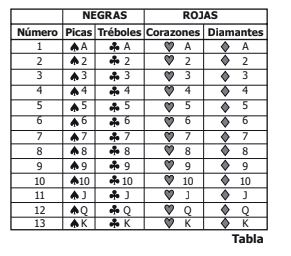 NEGRAS ROJAS
Número Picas Tréboles Corazones Diamantes
1 ♠ A ♣ A ♥ A ♦ A
2 ♠ 2 ♣ 2 ♥ 2 ♦ 2
3 ♠ 3 ♣ 3 ♥ 3 ♦ 3
4 ♠ 4 ♣ 4 ♥ 4 ♦ 4
5 ♠ 5 ♣ 5 ♥ 5 ♦ 5
6 ♠ 6 ♣ 6 ♥ 6 ♦ 6
7 ♠ 7 ♣ 7 ♥ 7 ♦ 7
8 ♠ 8 ♣ 8 ♥ 8 ♦ 8
9 ♠ 9 ♣ 9 ♥ 9 ♦ 9
10 ♠ 10 ♣ 10 ♥ 10 ♦ 10
11 ♠ J ♣ J ♥ J ♦ J
12 ♠ Q ♣ Q ♥ Q ♦ Q
13 ♠ K ♣ K ♥ K ♦ K
Tabla